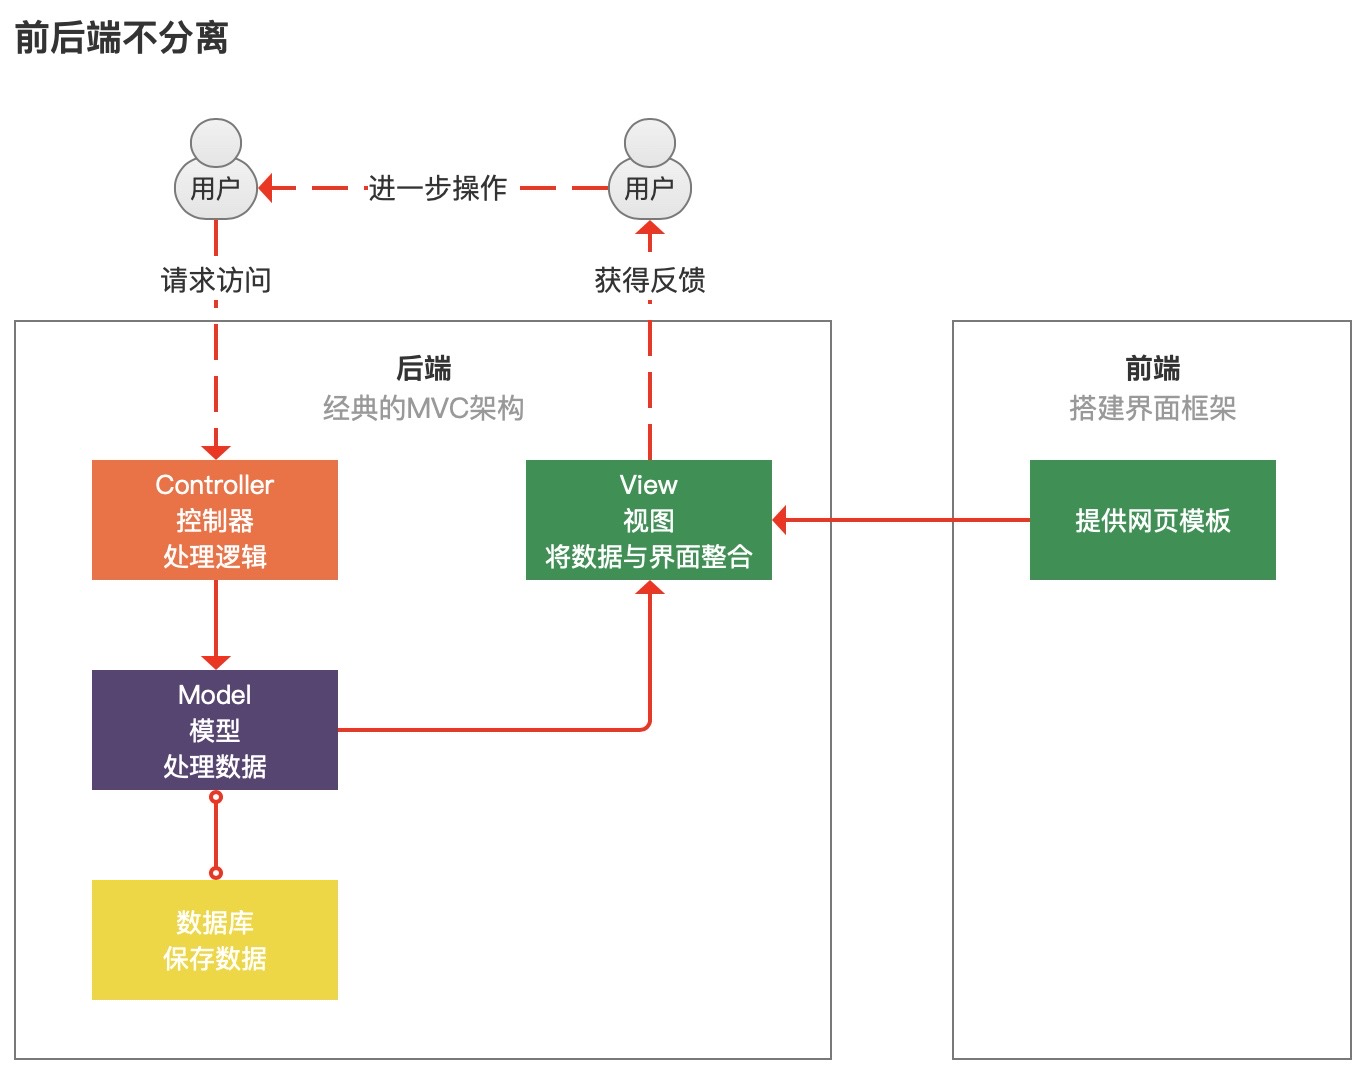 前后端不分离
用户
进一步操作
用户
请求访问
获得反馈
后端
经典的MVC架构
前端
搭建界面框架
Controller
控制器
处理逻辑
View
视图
将数据与界面整合
提供网页模板
Model
模型
处理数据
数据库
保存数据